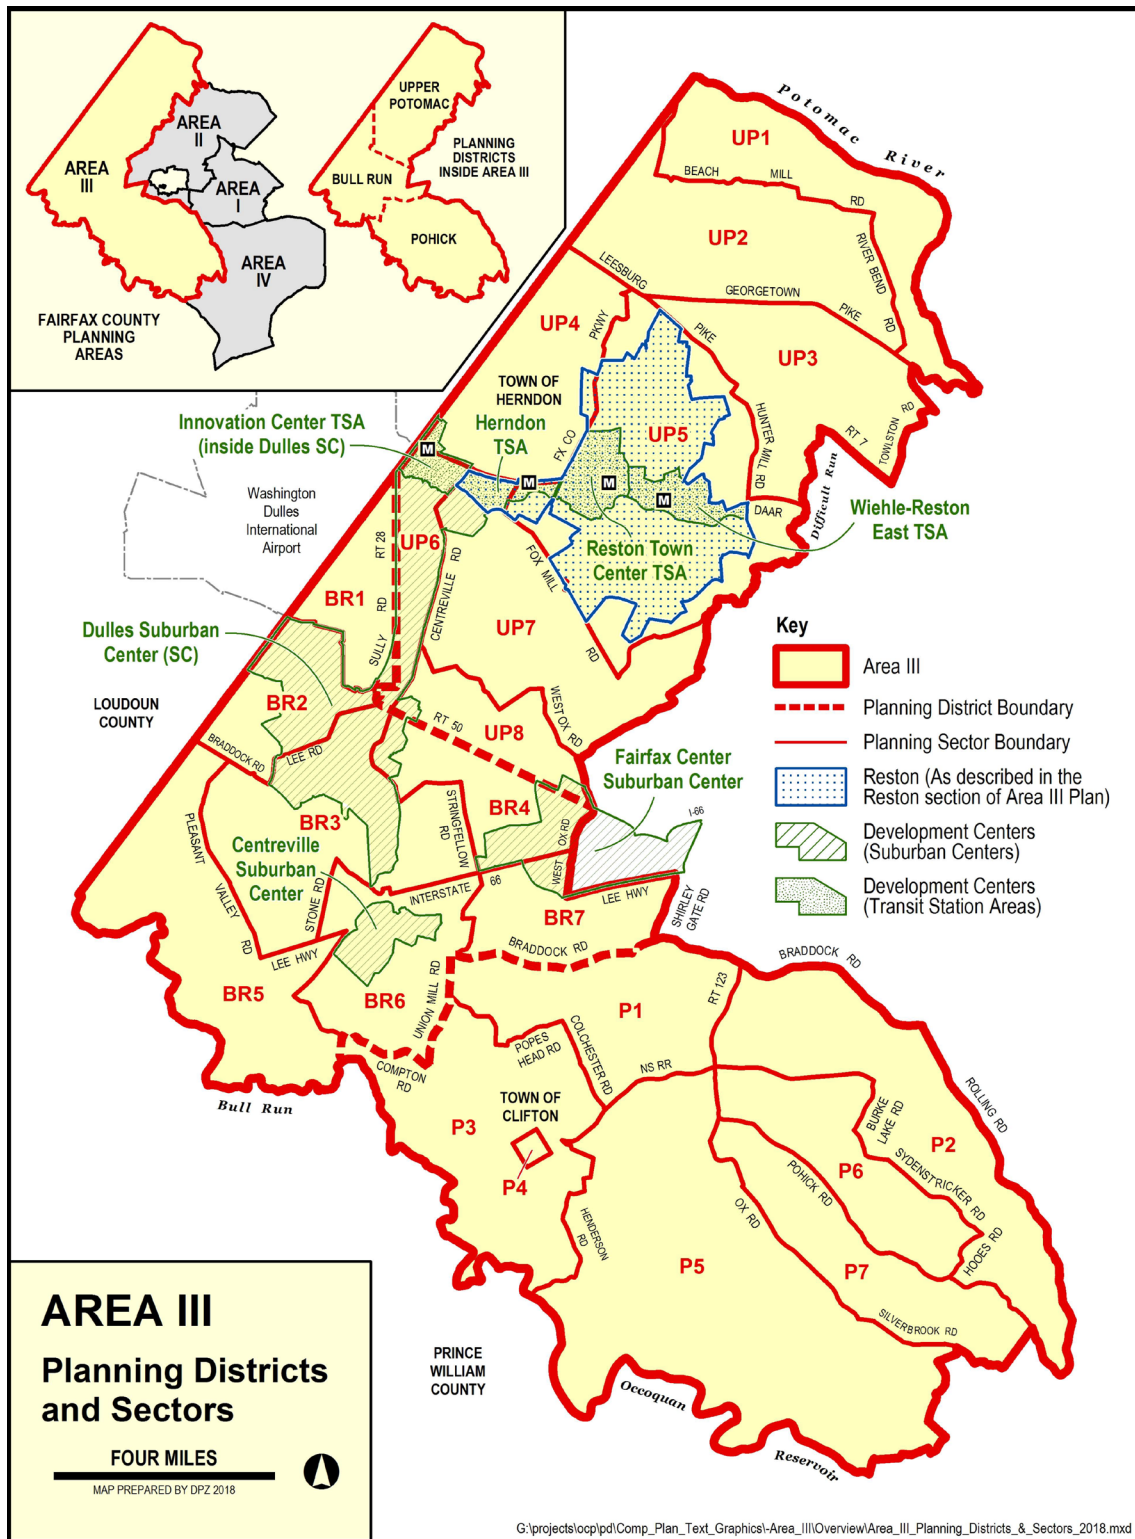 AREA
II
AREA
III
AREA
I
AREA
IV
FAIRFAX COUNTY
PLANNING
AREAS
UPPER
POTOMAC
PLANNING
DISTRICTS
INSIDE AREA III
BULL RUN
POHICK
Potomac River
UP1
BEACH MILL RD
UP2
RIVER BEND RD
LEESBURG PIKE
GEORGETOWN PIKE
UP4
PKWY
UP3
TOWN OF
HERNDON
Innovation Center TSA
(inside Dulles SC)
Herndon
TSA
FX CO
UP5
HUNTER MILL RD
RT 7
TOWLSTON RD
Difficult Run
M
M
M
M
Washington
Dulles
International
Airport
DAAR
Wiehle-Reston
East TSA
Reston Town
Center TSA
UP6
RT 28
SULLY RD
CENTREVILLE RD
FOX MILL RD
BR1
UP7
Dulles Suburban
Center (SC)
LOUDOUN
COUNTY
BR2
BRADDOCK RD
LEE RD
RT 50
UP8
WEST OX RD
Fairfax Center
Suburban Center
Key
Area III
Planning District Boundary
Planning Sector Boundary
Reston (As described in the
Reston section of Area III Plan)
Development Centers
(Suburban Centers)
Development Centers
(Transit Station Areas)
BR3
STRINGFELLOW
RD
BR4
WEST OX RD
I-66
PLEASANT VALLEY RD
Centreville
Suburban
Center
STONE RD
INTERSTATE 66
LEE HWY
BR7
SHIRLEY
GATE RD
LEE HWY
BRADDOCK RD
BRADDOCK RD
BR5
BR6
UNION MILL RD
COMPTON
RD
P1
RT 123
POPES
HEAD RD
COLCHESTER RD
NS RR
ROLLING RD
Bull Run
TOWN OF
CLIFTON
P3
P4
BURKE
LAKE RD
P2
P6
SYDENSTRICKER RD
POHICK RD
OX RD
HENDERSON
RD
HOOES RD
P5
P7
SILVERBROOK RD
PRINCE
WILLIAM
COUNTY
Occoquan
Reservoir
AREA III
Planning Districts
and Sectors
FOUR MILES
MAP PREPARED BY DPZ 2018
G:\projects\ocp\pd\Comp_Plan_Text_Graphics\-Area_III\Overview\Area_III_Planning_Districts_&_Sectors_2018.mxd